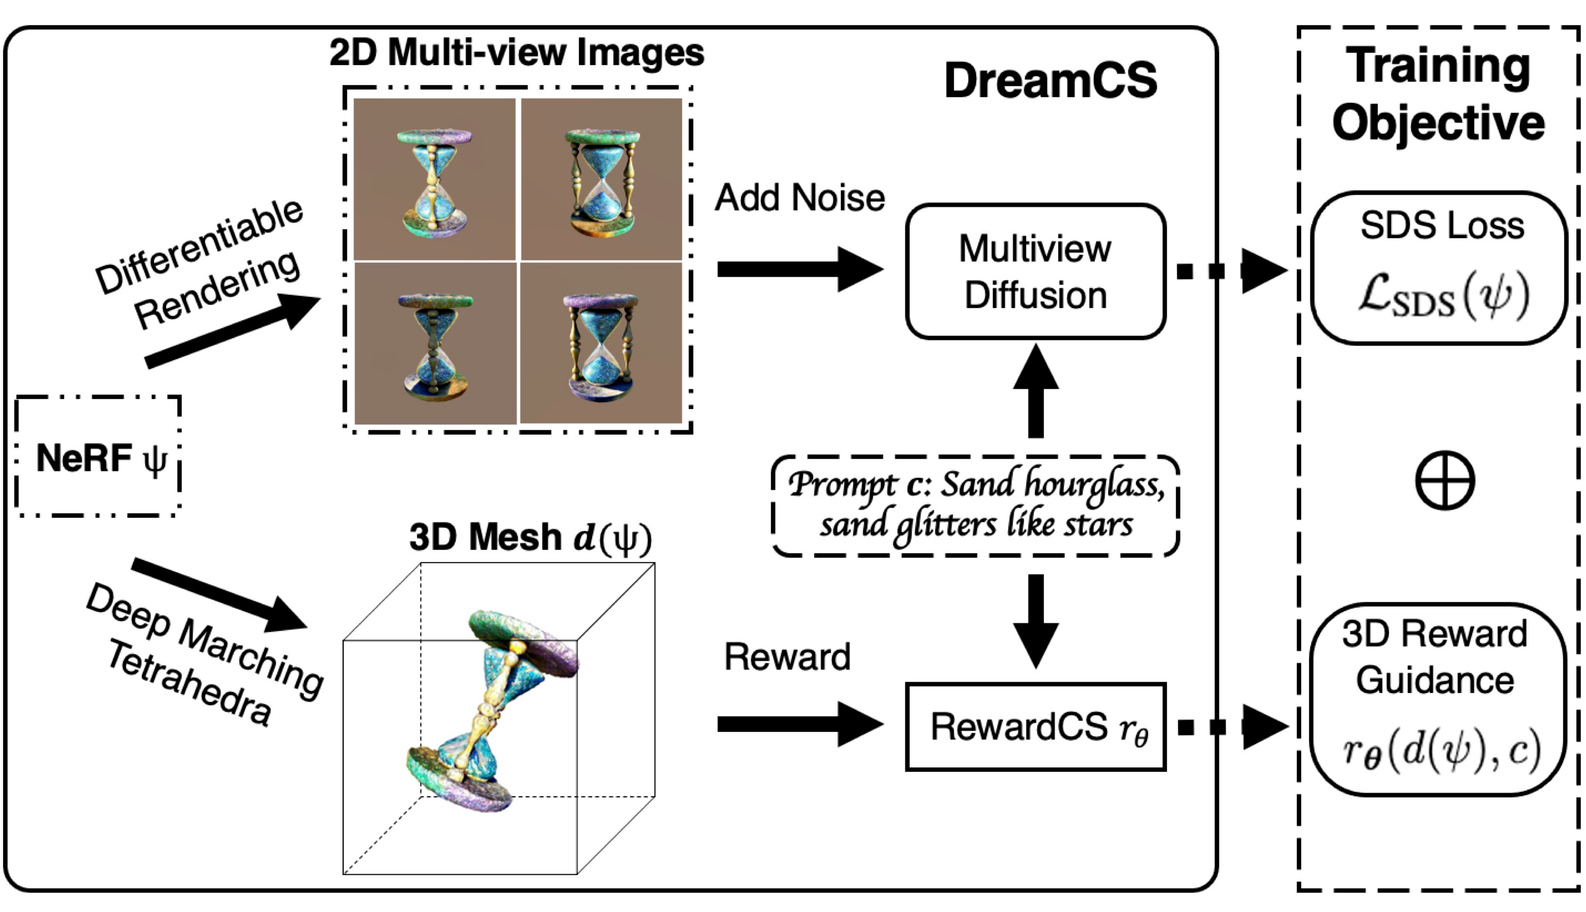 2D Multi-view Images
DreamCS
Training
Objective
Differentiable
Rendering
Add Noise
Multiview
Diffusion
SDS Loss
ℒSDS(ψ)
NeRF ψ
Prompt c: Sand hourglass,
sand glitters like stars
⊕
3D Mesh d(ψ)
Deep Marching
Tetrahedra
Reward
RewardCS rθ
3D Reward
Guidance
rθ(d(ψ), c)